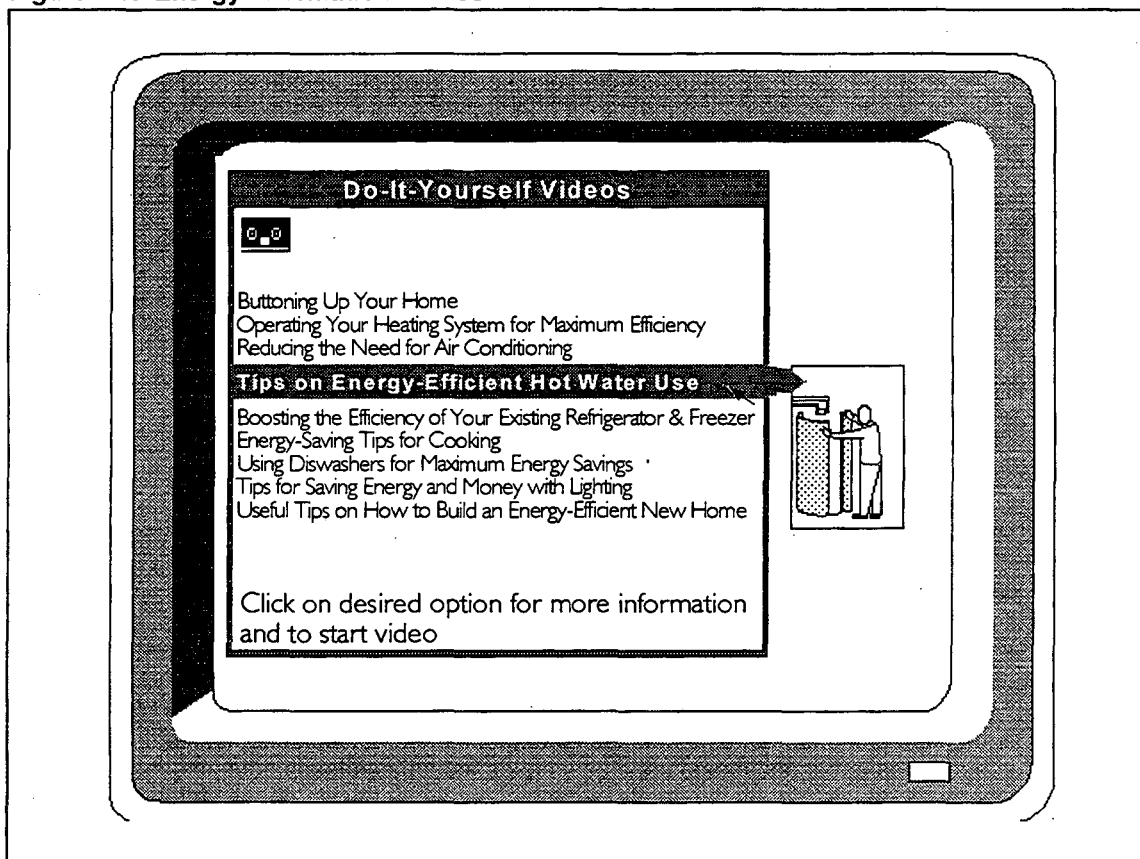 Do-It-Yourself Videos
Buttoning Up Your Home
Operating Your Heating System for Maximum Efficiency
Reducing the Need for Air Conditioning
Tips on Energy-Efficient Hot Water Use
Boosting the Efficiency of Your Existing Refrigerator & Freezer
Energy-Saving Tips for Cooking
Using Diswashers for Maximum Energy Savings
Tips for Saving Energy and Money with Lighting
Useful Tips on How to Build an Energy-Efficient New Home
Click on desired option for more information
and to start video